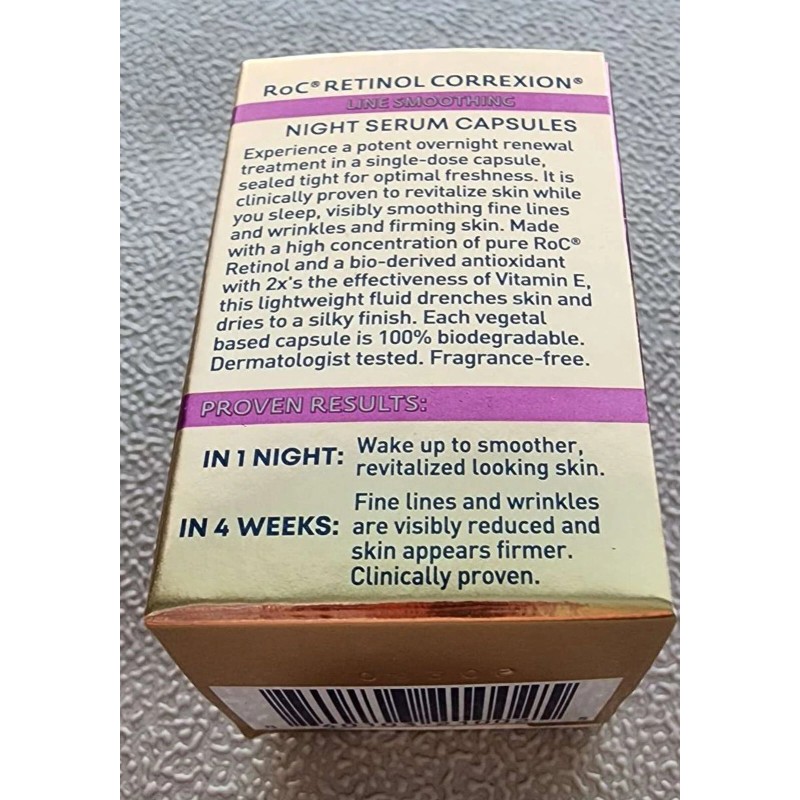 RoC® RETINOL CORREXION®
LINE SMOOTHING
NIGHT SERUM CAPSULES
Experience a potent overnight renewal
treatment in a single-dose capsule,
sealed tight for optimal freshness. It is
clinically proven to revitalize skin while
you sleep, visibly smoothing fine lines
and wrinkles and firming skin. Made
with a high concentration of pure RoC®
Retinol and a bio-derived antioxidant
with 2x's the effectiveness of Vitamin E,
this lightweight fluid drenches skin and
dries to a silky finish. Each vegetal
based capsule is 100% biodegradable.
Dermatologist tested. Fragrance-free.
PROVEN RESULTS:
IN 1 NIGHT: Wake up to smoother,
revitalized looking skin.
IN 4 WEEKS: Fine lines and wrinkles
are visibly reduced and
skin appears firmer.
Clinically proven.